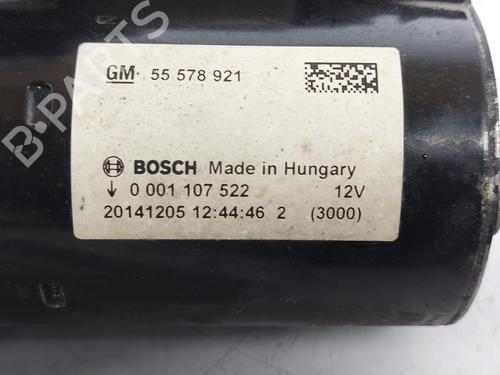 GM 55 578 921
BOSCH Made in Hungary
↓ 0 001 107 522 12V
20141205 12:44:46 2 (3000)
B-PARTS